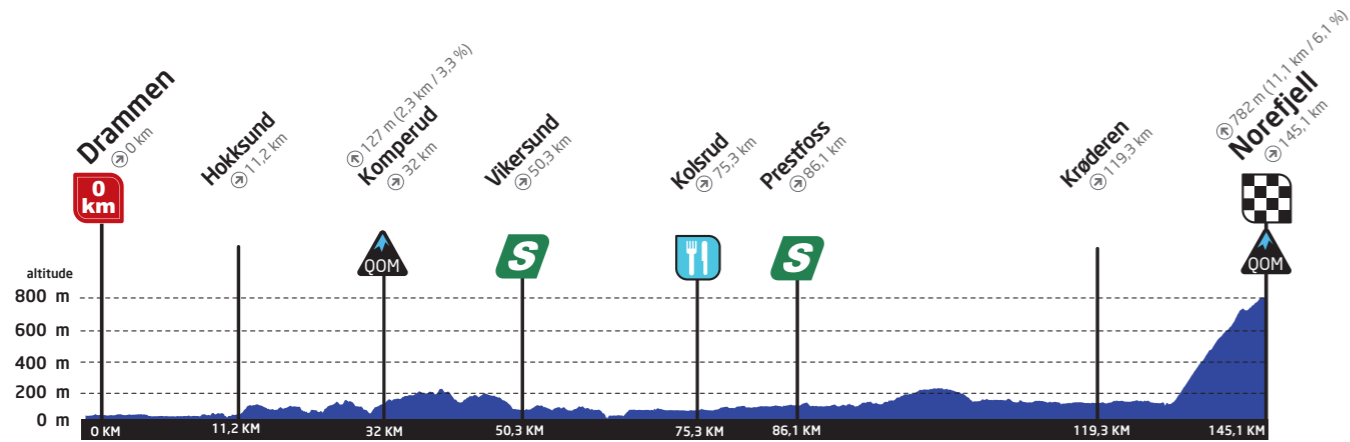 Drammen
0 km
0
km
Hokksund
11,2 km
127 m (2,3 km / 3,3 %)
Komperud
32 km
QOM
Vikersund
50,3 km
S
Kolsrud
75,3 km
Prestfoss
86,1 km
S
Krøderen
119,3 km
782 m (11,1 km / 6,1 %)
Norefjell
145,1 km
QOM
altitude
800 m
600 m
400 m
200 m
0 m
0 KM
11,2 KM
32 KM
50,3 KM
75,3 KM
86,1 KM
119,3 KM
145,1 KM